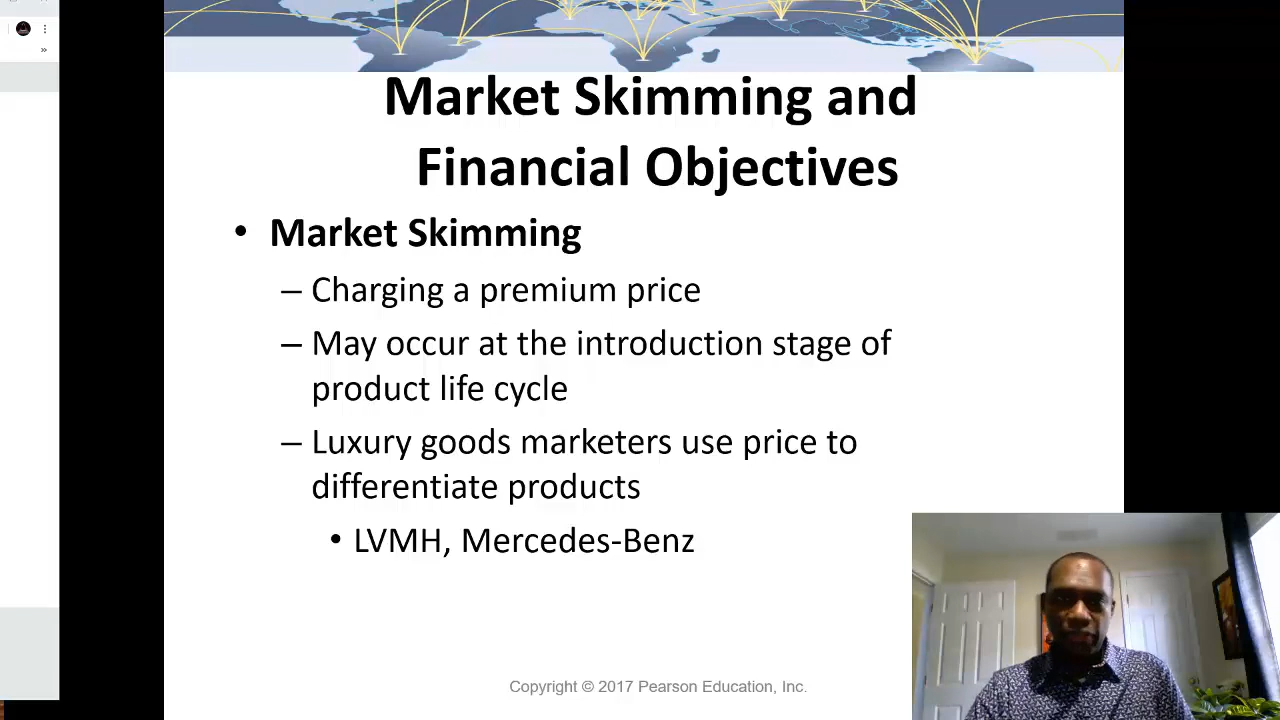 Market Skimming and
Financial Objectives
• Market Skimming
– Charging a premium price
– May occur at the introduction stage of
product life cycle
– Luxury goods marketers use price to
differentiate products
• LVMH, Mercedes-Benz
Copyright © 2017 Pearson Education, Inc.